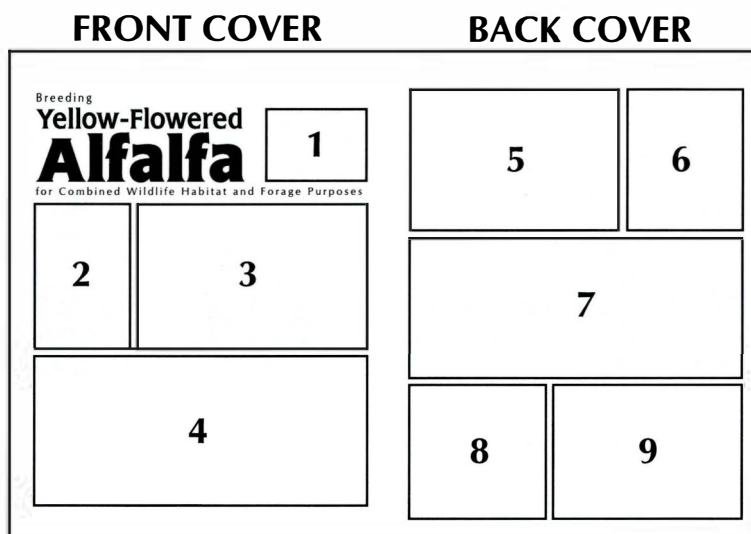 FRONT COVER
BACK COVER
Breeding
Yellow-Flowered
Alfalfa
for Combined Wildlife Habitat and Forage Purposes
1
2
3
4
5
6
7
8
9